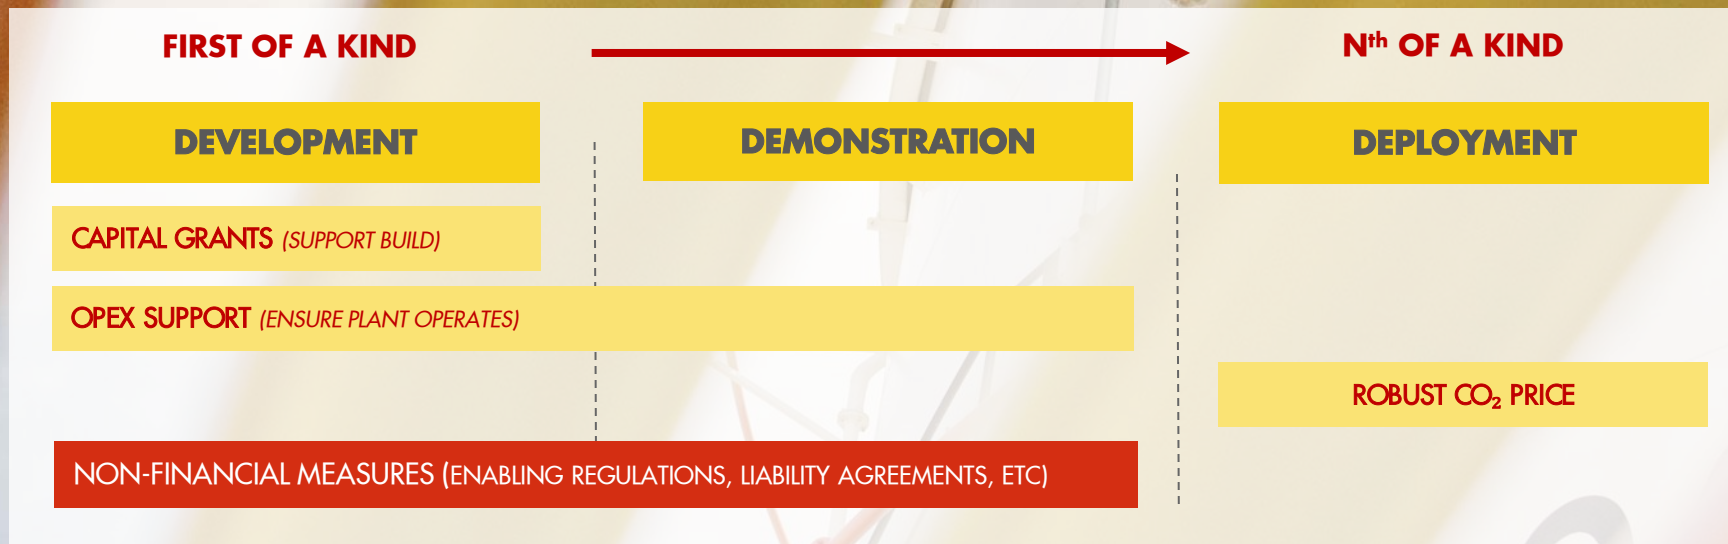 FIRST OF A KIND
Nth OF A KIND
DEVELOPMENT
DEMONSTRATION
DEPLOYMENT
CAPITAL GRANTS (SUPPORT BUILD)
OPEX SUPPORT (ENSURE PLANT OPERATES)
ROBUST CO₂ PRICE
NON-FINANCIAL MEASURES (ENABLING REGULATIONS, LIABILITY AGREEMENTS, ETC)